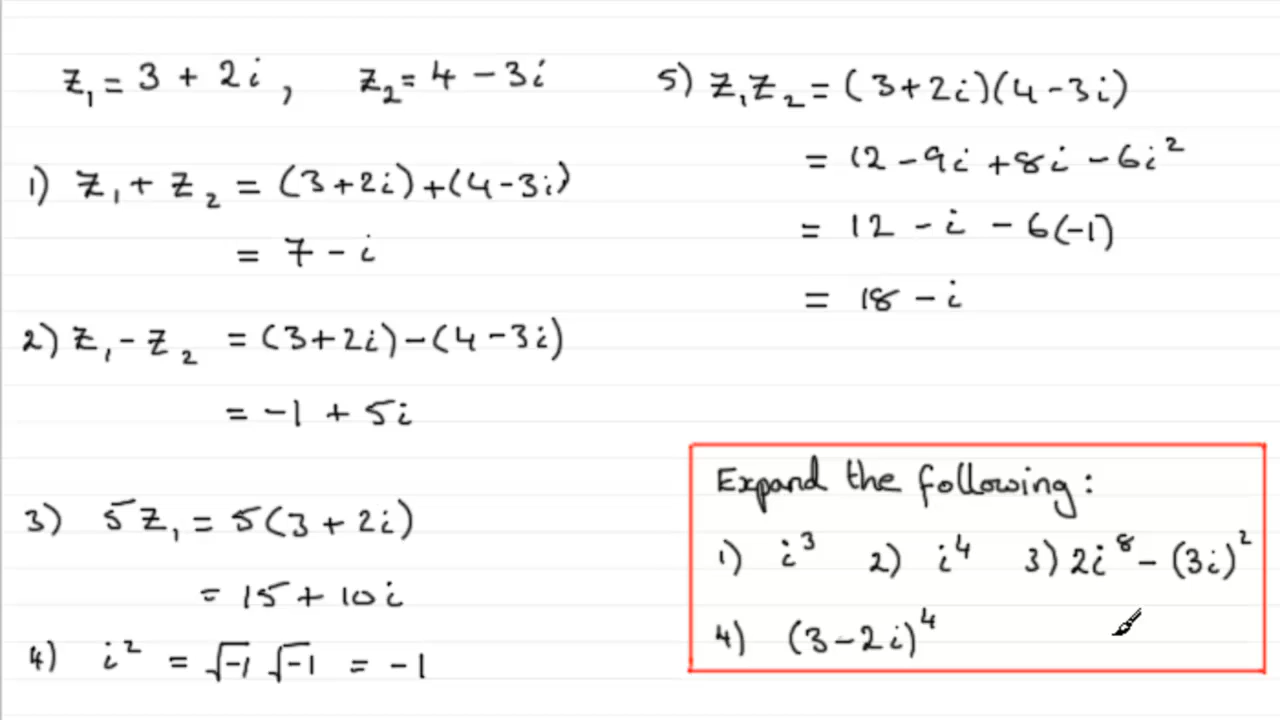 z₁ = 3 + 2i , z₂ = 4 - 3i
1) z₁ + z₂ = (3+2i)+(4-3i)
= 7 - i
2) z₁ - z₂ = (3+2i)-(4-3i)
= -1 + 5i
3) 5z₁ = 5(3+2i)
= 15 + 10i
4) i² = √-1 √-1 = -1
5) z₁z₂ = (3+2i)(4-3i)
= 12 - 9i + 8i - 6i²
= 12 - i - 6(-1)
= 18 - i
Expand the following:
1) i³ 2) i⁴ 3) 2i⁸ - (3i)²
4) (3-2i)⁴